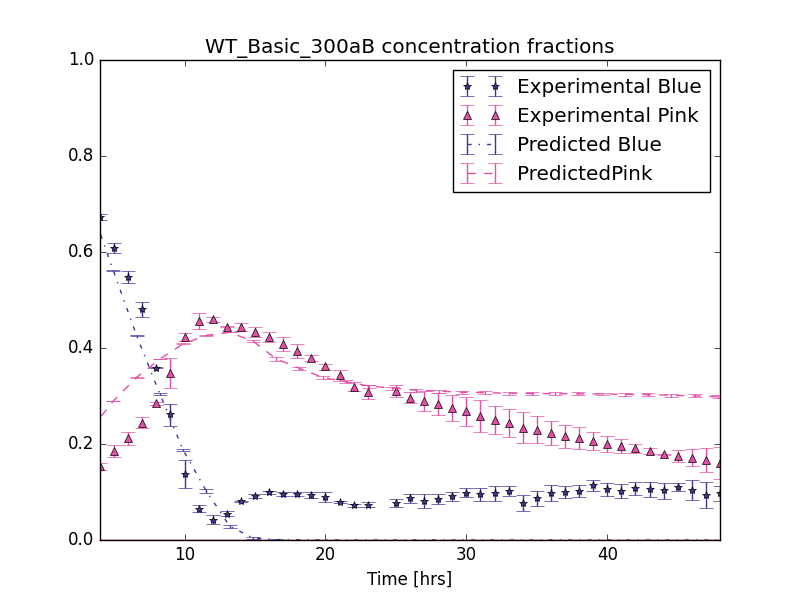 WT_Basic_300aB concentration fractions
1.0
0.8
0.6
0.4
0.2
0.0
Experimental Blue
Experimental Pink
Predicted Blue
PredictedPink
10 20 30 40
Time [hrs]